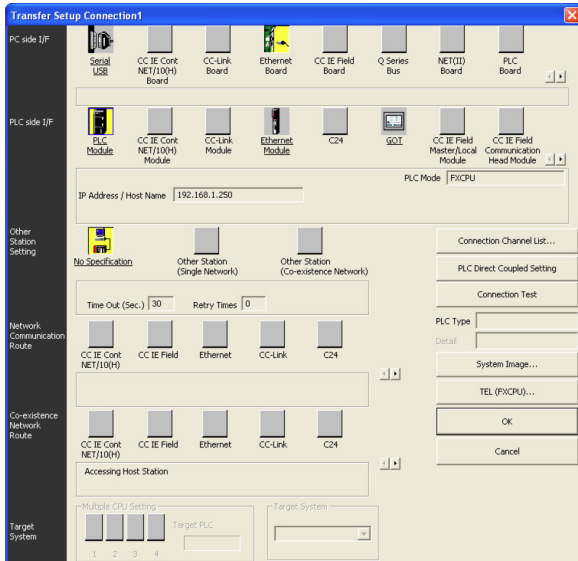 Transfer Setup Connection1
PC side I/F
Serial
USB
CC IE Cont
NET/10(H)
Board
CC-Link
Board
Ethernet
Board
CC IE Field
Board
Q Series
Bus
NET(II)
Board
PLC
Board
PLC side I/F
PLC
Module
CC IE Cont
NET/10(H)
Module
CC-Link
Module
Ethernet
Module
C24
GOT
CC IE Field
Master/Local
Module
CC IE Field
Communication
Head Module
PLC Mode FXCPU
IP Address / Host Name 192.168.1.250
Other
Station
Setting
No Specification
Other Station
(Single Network)
Other Station
(Co-existence Network)
Time Out (Sec.) 30 Retry Times 0
Connection Channel List...
PLC Direct Coupled Setting
Connection Test
PLC Type
Detail
System Image...
TEL (FXCPU)...
OK
Cancel
Network
Communication
Route
CC IE Cont
NET/10(H)
CC IE Field
Ethernet
CC-Link
C24
Co-existence
Network
Route
CC IE Cont
NET/10(H)
CC IE Field
Ethernet
CC-Link
C24
Accessing Host Station
Target
System
Multiple CPU Setting
1 2 3 4
Target PLC
Target System